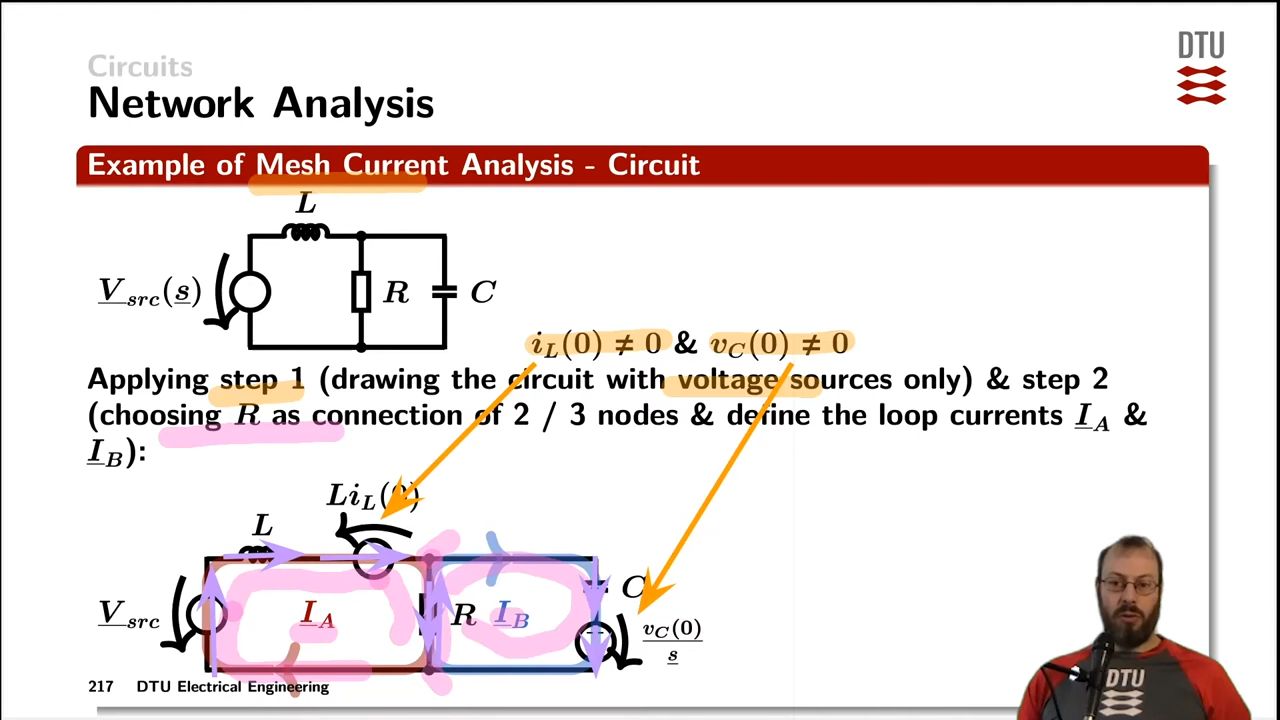 Circuits
DTU
Network Analysis
Example of Mesh Current Analysis - Circuit
L
V_src(s)
R
C
i_L(0) ≠ 0 & v_C(0) ≠ 0
Applying step 1 (drawing the circuit with voltage sources only) & step 2
(choosing R as connection of 2 / 3 nodes & define the loop currents I_A &
I_B):
Li_L(0)
L
C
V_src
I_A
R
I_B
v_C(0)
s
217 DTU Electrical Engineering
DTU